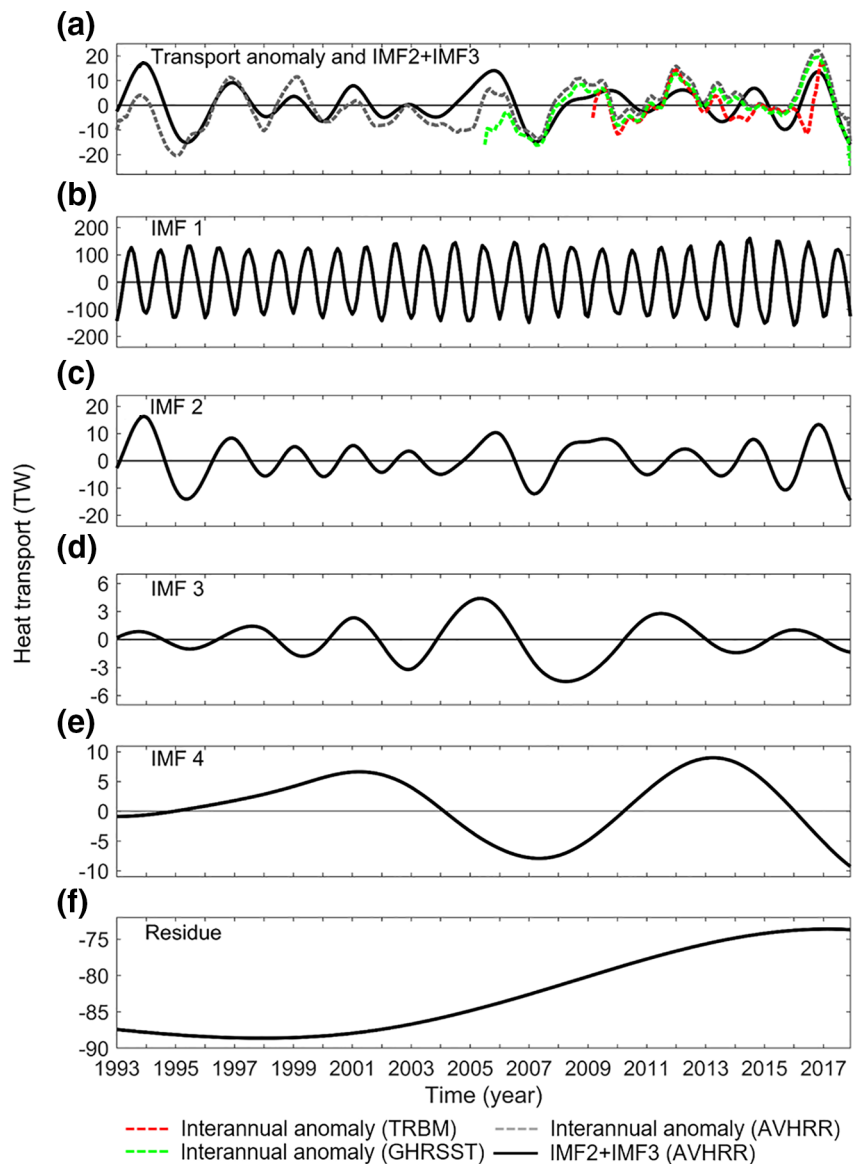 (a)
Transport anomaly and IMF2+IMF3
20
10
0
-10
-20
(b)
IMF 1
200
100
0
-100
-200
(c)
IMF 2
20
10
0
-10
-20
Heat transport (TW)
(d)
IMF 3
6
3
0
-3
-6
(e)
IMF 4
10
5
0
-5
-10
(f)
Residue
-75
-80
-85
-90
1993 1995 1997 1999 2001 2003 2005 2007 2009 2011 2013 2015 2017
Time (year)
Interannual anomaly (TRBM) Interannual anomaly (AVHRR)
Interannual anomaly (GHRSST) IMF2+IMF3 (AVHRR)